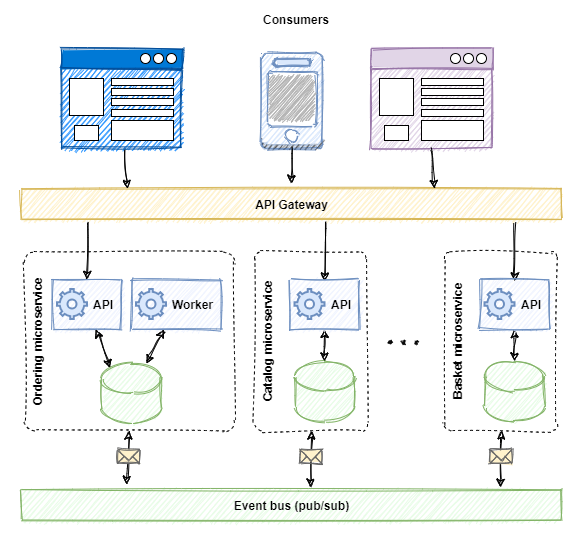 Consumers
API Gateway
Ordering microservice
API
Worker
Catalog microservice
API
...
Basket microservice
API
Event bus (pub/sub)